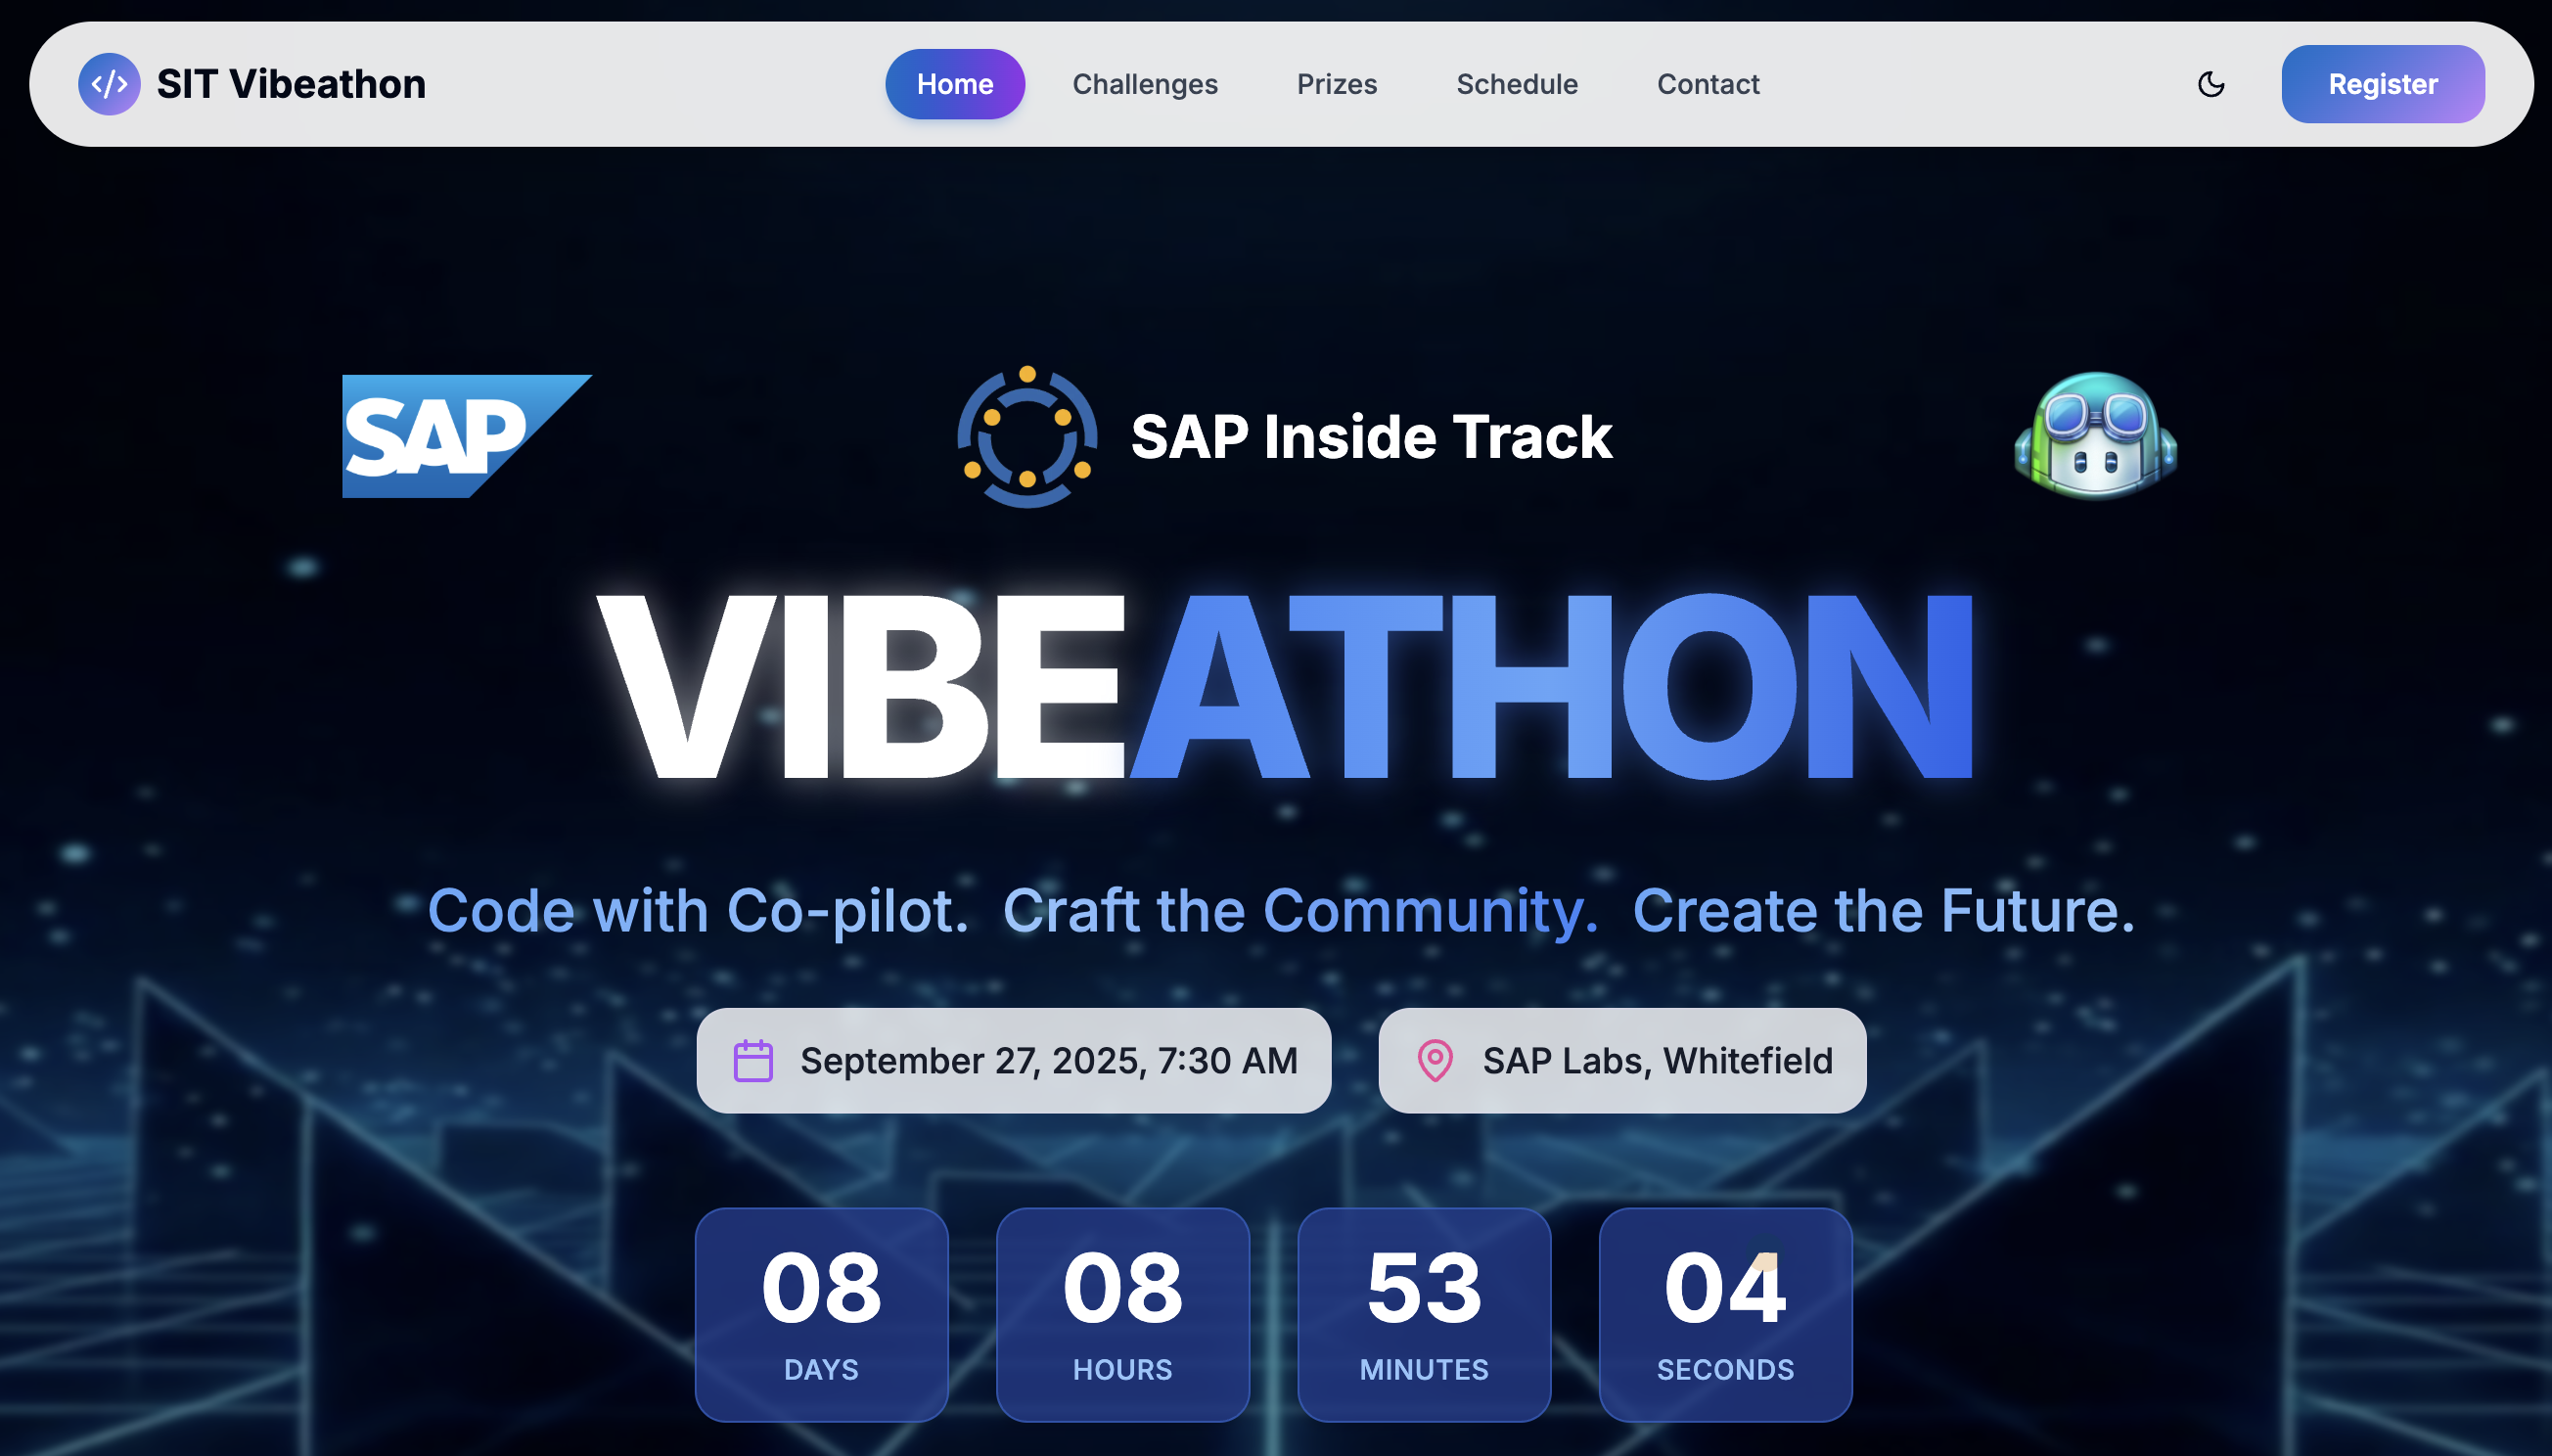 SIT Vibeathon
Home Challenges Prizes Schedule Contact
Register
SAP
SAP Inside Track
VIBEATHON
Code with Co-pilot. Craft the Community. Create the Future.
September 27, 2025, 7:30 AM
SAP Labs, Whitefield
08 08 53 04
DAYS HOURS MINUTES SECONDS